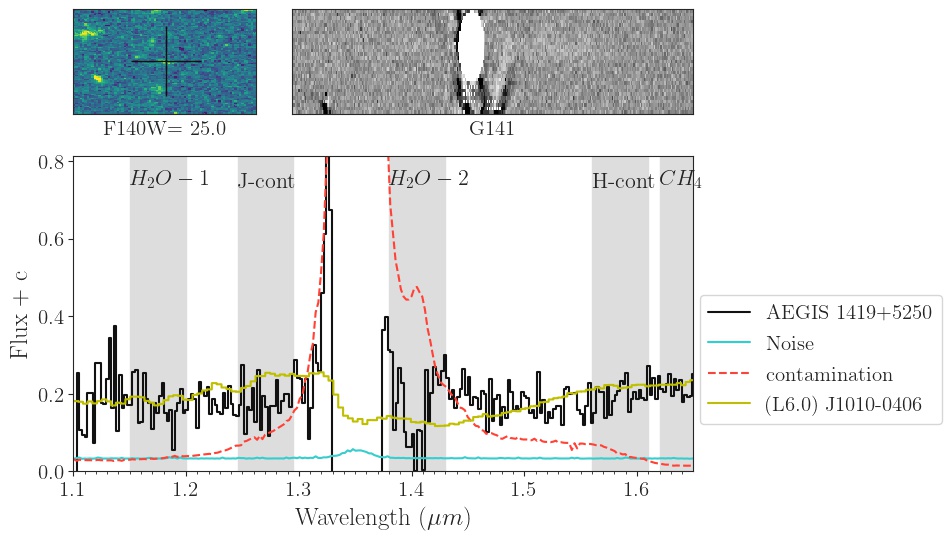 F140W= 25.0
G141
H₂O − 1
J-cont
H₂O − 2
H-cont
CH₄
0.8
0.6
0.4
0.2
0.0
Flux + c
1.1
1.2
1.3
1.4
1.5
1.6
Wavelength (μm)
AEGIS 1419+5250
Noise
contamination
(L6.0) J1010-0406